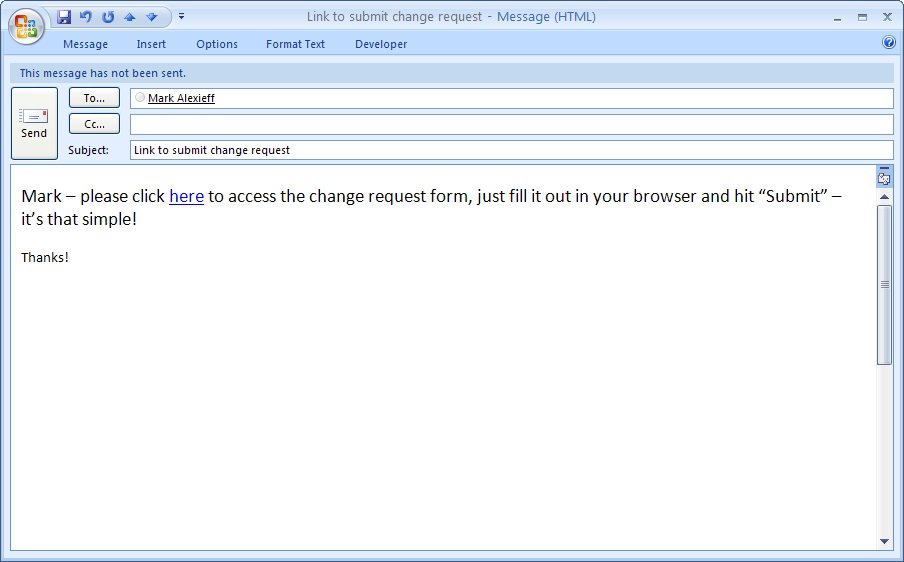 Link to submit change request - Message (HTML)
Message Insert Options Format Text Developer
This message has not been sent.
To... Mark Alexieff
Send
Cc...
Subject: Link to submit change request
Mark – please click here to access the change request form, just fill it out in your browser and hit “Submit” –
it’s that simple!
Thanks!